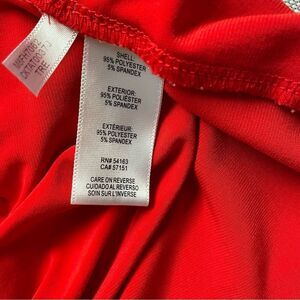 SHELL:
95% POLYESTER
5% SPANDEX
EXTERIOR:
95% POLIÉSTER
5% SPANDEX
EXTÉRIEUR:
95% POLYESTER
5% SPANDEX
RN# 54163
CA# 57151
CARE ON REVERSE
CUIDADO AL REVERSO
SOIN SUR L'INVERSE